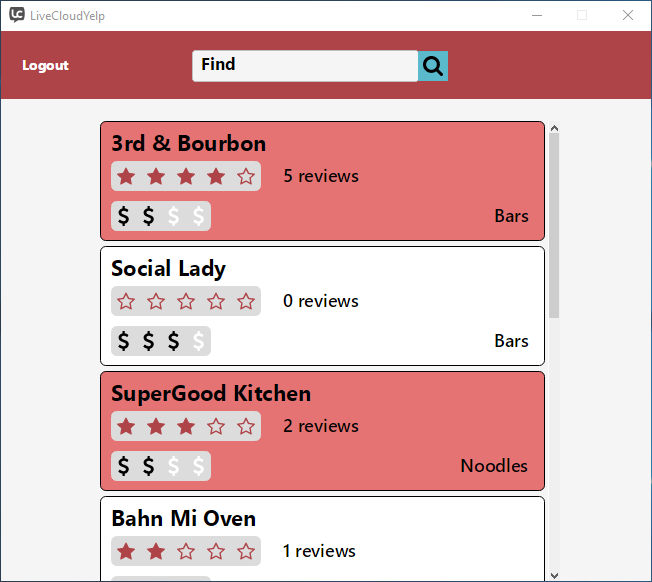 LiveCloudYelp
Logout
Find
3rd & Bourbon
5 reviews
$ $ $ $
Bars
Social Lady
0 reviews
$ $ $ $
Bars
SuperGood Kitchen
2 reviews
$ $ $ $
Noodles
Bahn Mi Oven
1 reviews